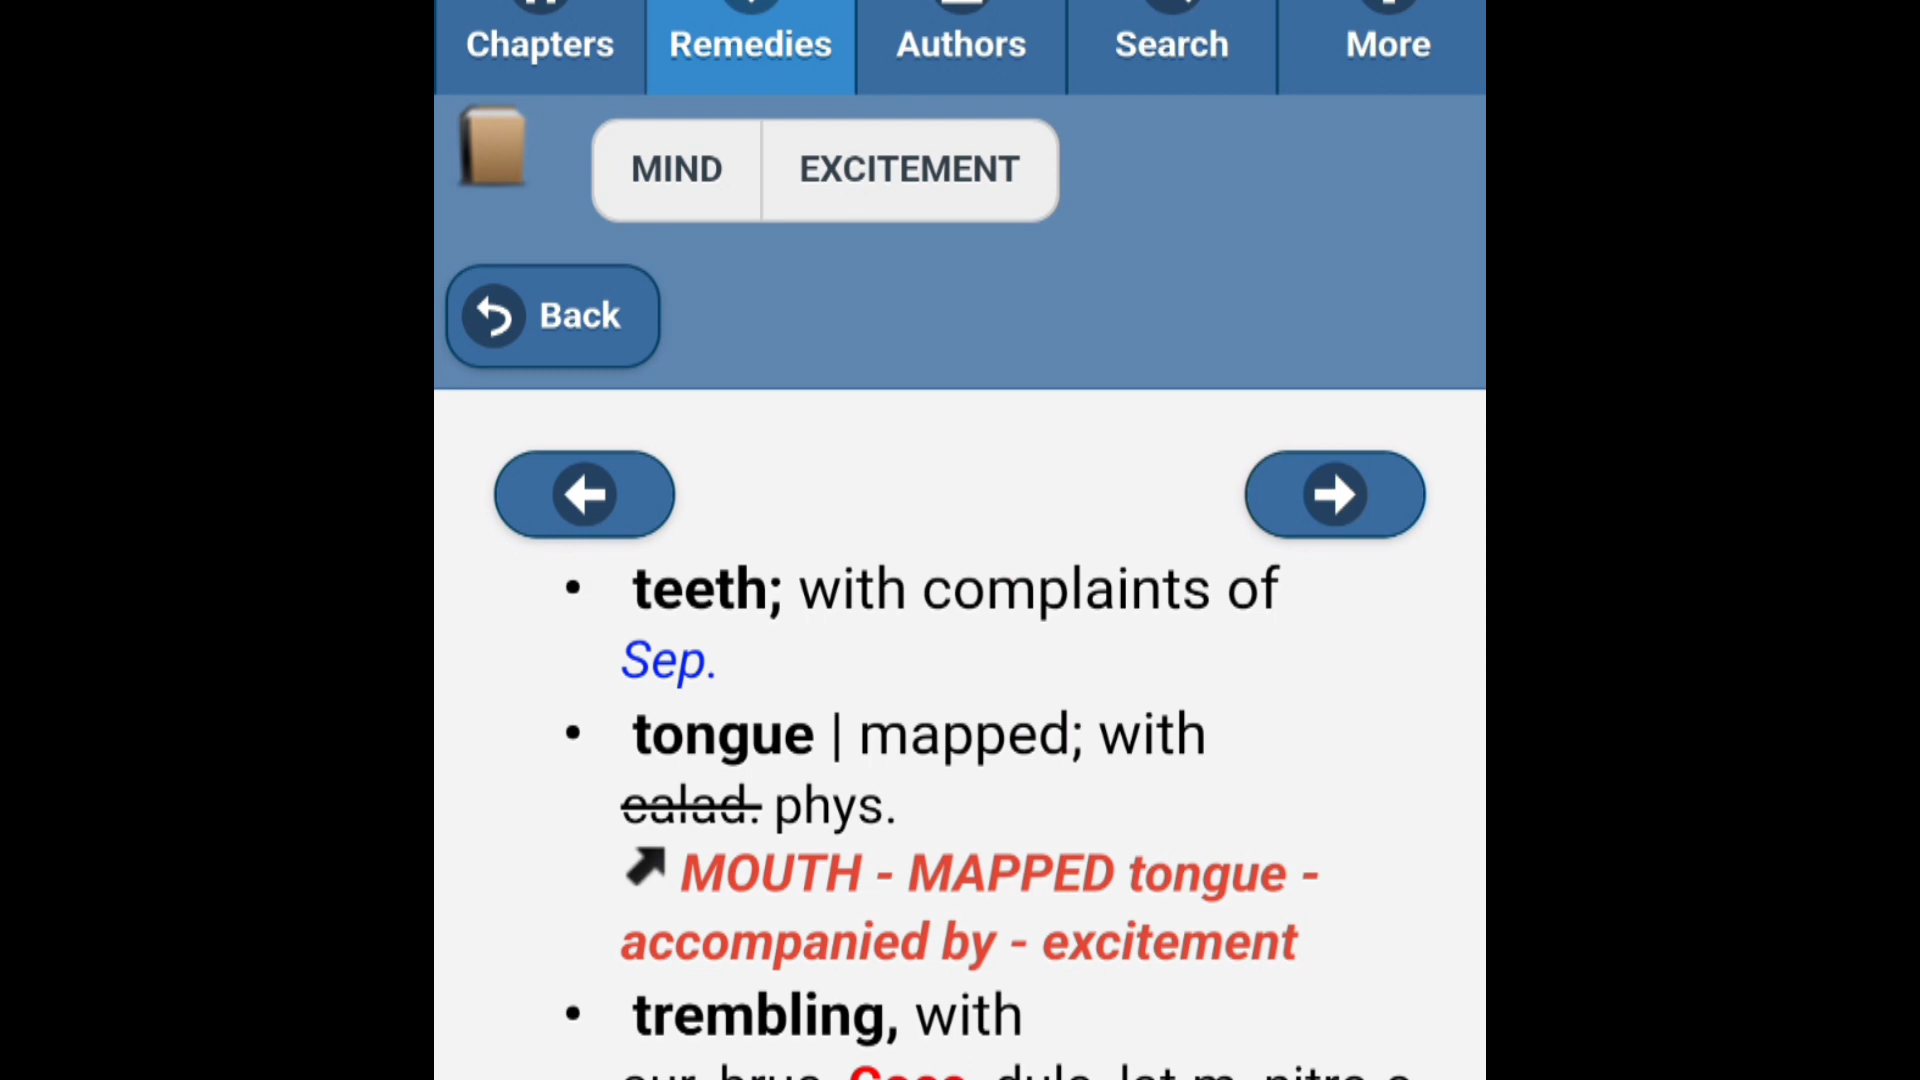 Chapters Remedies Authors Search More
MIND EXCITEMENT
Back
• teeth; with complaints of
Sep.
• tongue | mapped; with
calad. phys.
MOUTH - MAPPED tongue -
accompanied by - excitement
• trembling, with